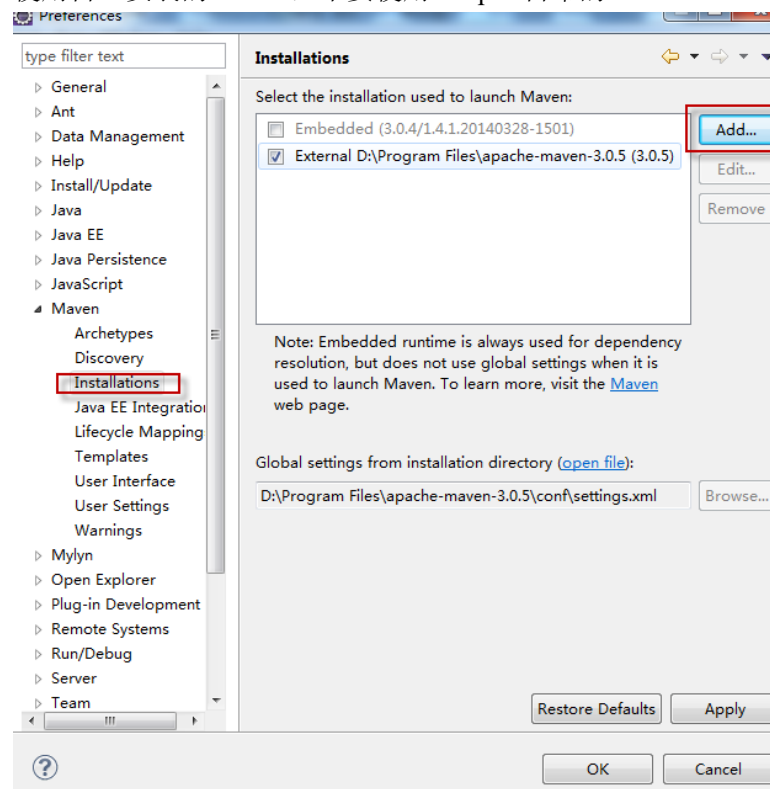 Preferences
type filter text
General
Ant
Data Management
Help
Install/Update
Java
Java EE
Java Persistence
JavaScript
Maven
Archetypes
Discovery
Installations
Java EE Integration
Lifecycle Mapping
Templates
User Interface
User Settings
Warnings
Mylyn
Open Explorer
Plug-in Development
Remote Systems
Run/Debug
Server
Team
Installations
Select the installation used to launch Maven:
Embedded (3.0.4/1.4.1.20140328-1501)
External D:\Program Files\apache-maven-3.0.5 (3.0.5)
Add...
Edit...
Remove
Note: Embedded runtime is always used for dependency
resolution, but does not use global settings when it is
used to launch Maven. To learn more, visit the Maven
web page.
Global settings from installation directory (open file):
D:\Program Files\apache-maven-3.0.5\conf\settings.xml
Browse...
Restore Defaults
Apply
OK
Cancel